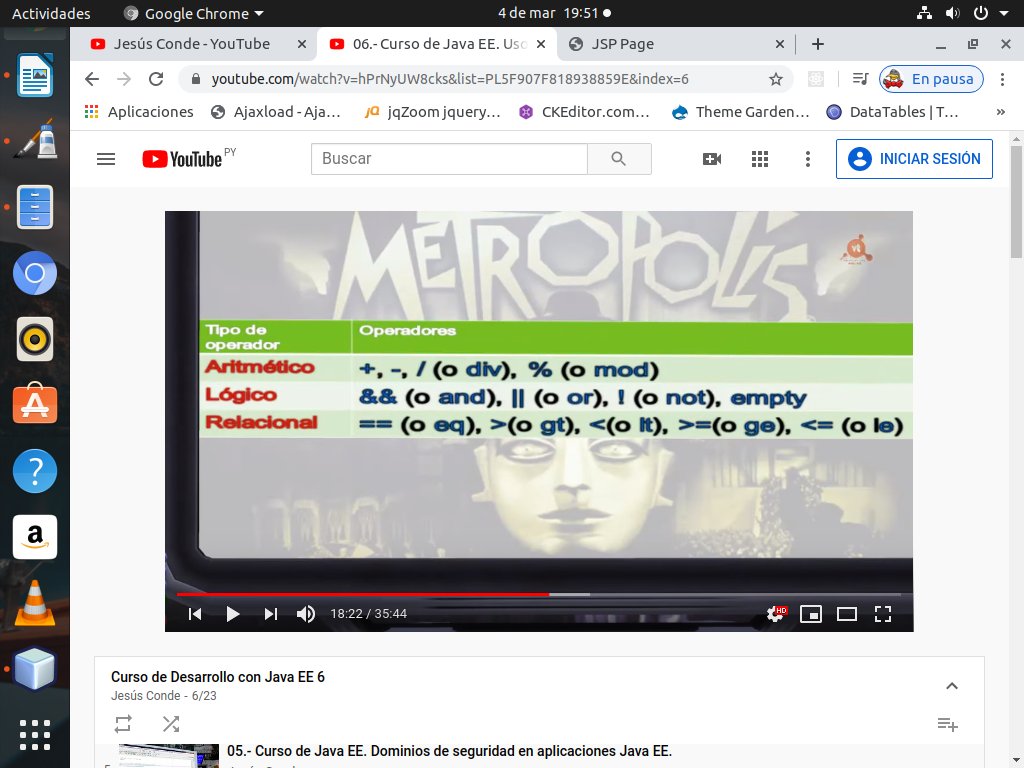 Actividades
Google Chrome
4 de mar 19:51
Jesús Conde - YouTube
06.- Curso de Java EE. Uso
JSP Page
youtube.com/watch?v=hPrNyUW8cks&list=PL5F907F818938859E&index=6
En pausa
Aplicaciones
Ajaxload - Aja...
jQ
jqZoom jquery...
CKEditor.com...
Theme Garden...
DataTables | T...
»
YouTube PY
Buscar
INICIAR SESIÓN
METROPOLIS
vt
Tipo de operador
Operadores
Aritmético
+, -, / (o div), % (o mod)
Lógico
&& (o and), || (o or), ! (o not), empty
Relacional
== (o eq), >(o gt), <(o lt), >=(o ge), <= (o le)
18:22 / 35:44
HD
Curso de Desarrollo con Java EE 6
Jesús Conde - 6/23
05.- Curso de Java EE. Dominios de seguridad en aplicaciones Java EE.